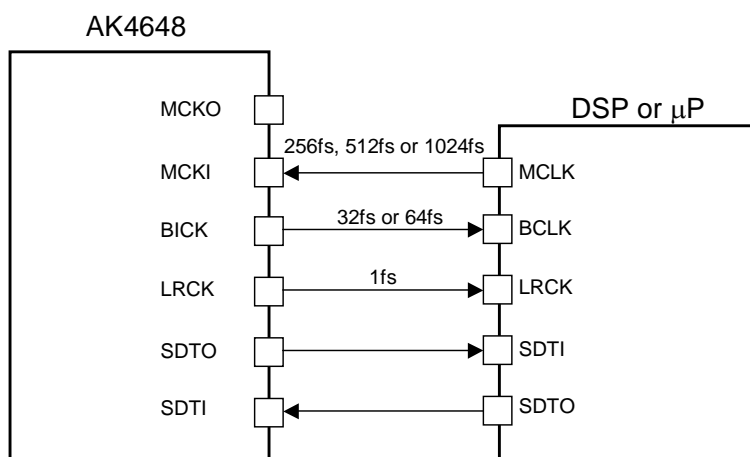 AK4648
DSP or μP
MCKO
256fs, 512fs or 1024fs
MCKI
MCLK
32fs or 64fs
BICK
BCLK
1fs
LRCK
LRCK
SDTO
SDTI
SDTI
SDTO